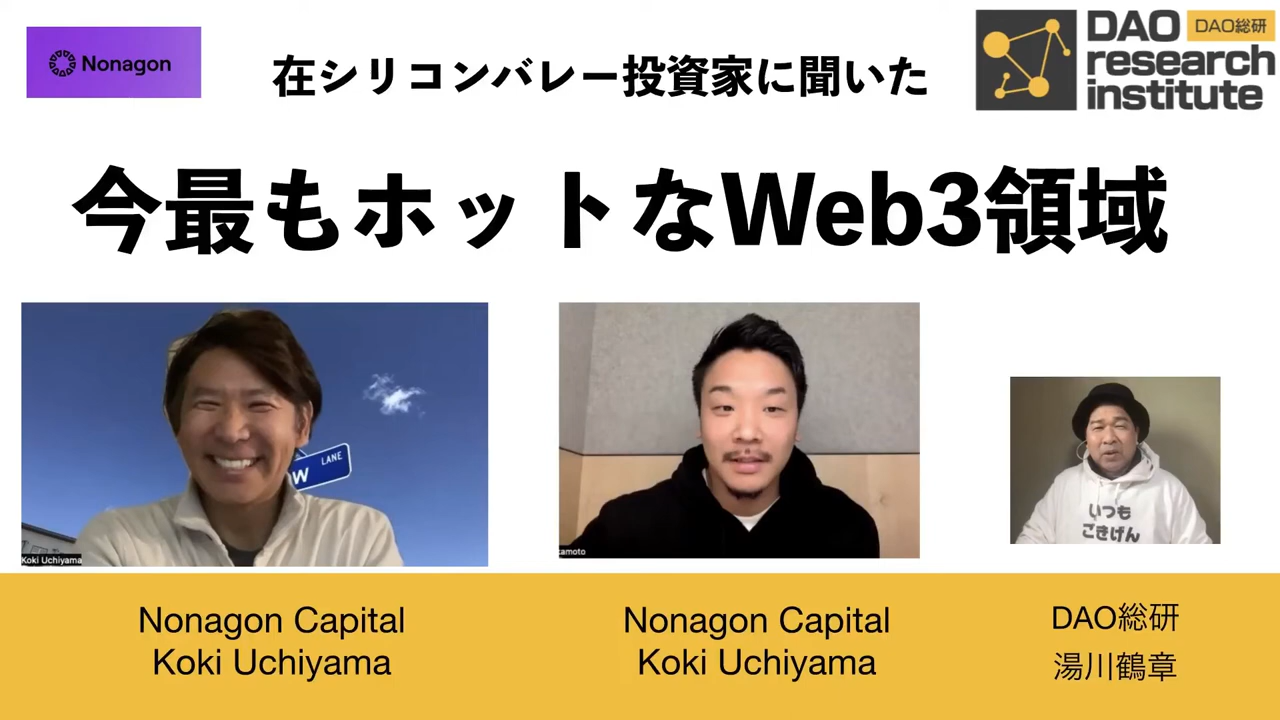 Nonagon
在シリコンバレー投資家に聞いた
DAO
DAO総研
research
institute
今最もホットなWeb3領域
W LANE
Koki Uchiyama
kamoto
いつも
ごきげん
Nonagon Capital
Koki Uchiyama
Nonagon Capital
Koki Uchiyama
DAO総研
湯川鶴章